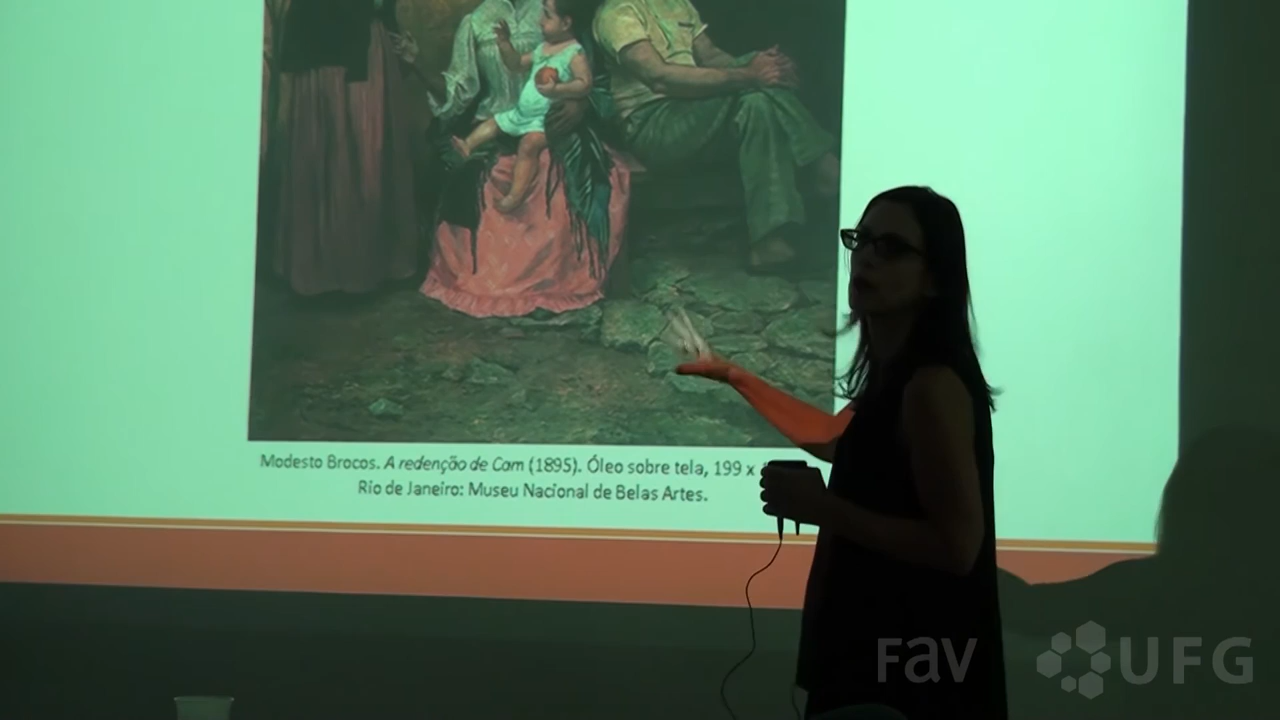 Modesto Brocos. A redenção de Cam (1895). Óleo sobre tela, 199 x
Rio de Janeiro: Museu Nacional de Belas Artes.
FAV UFG